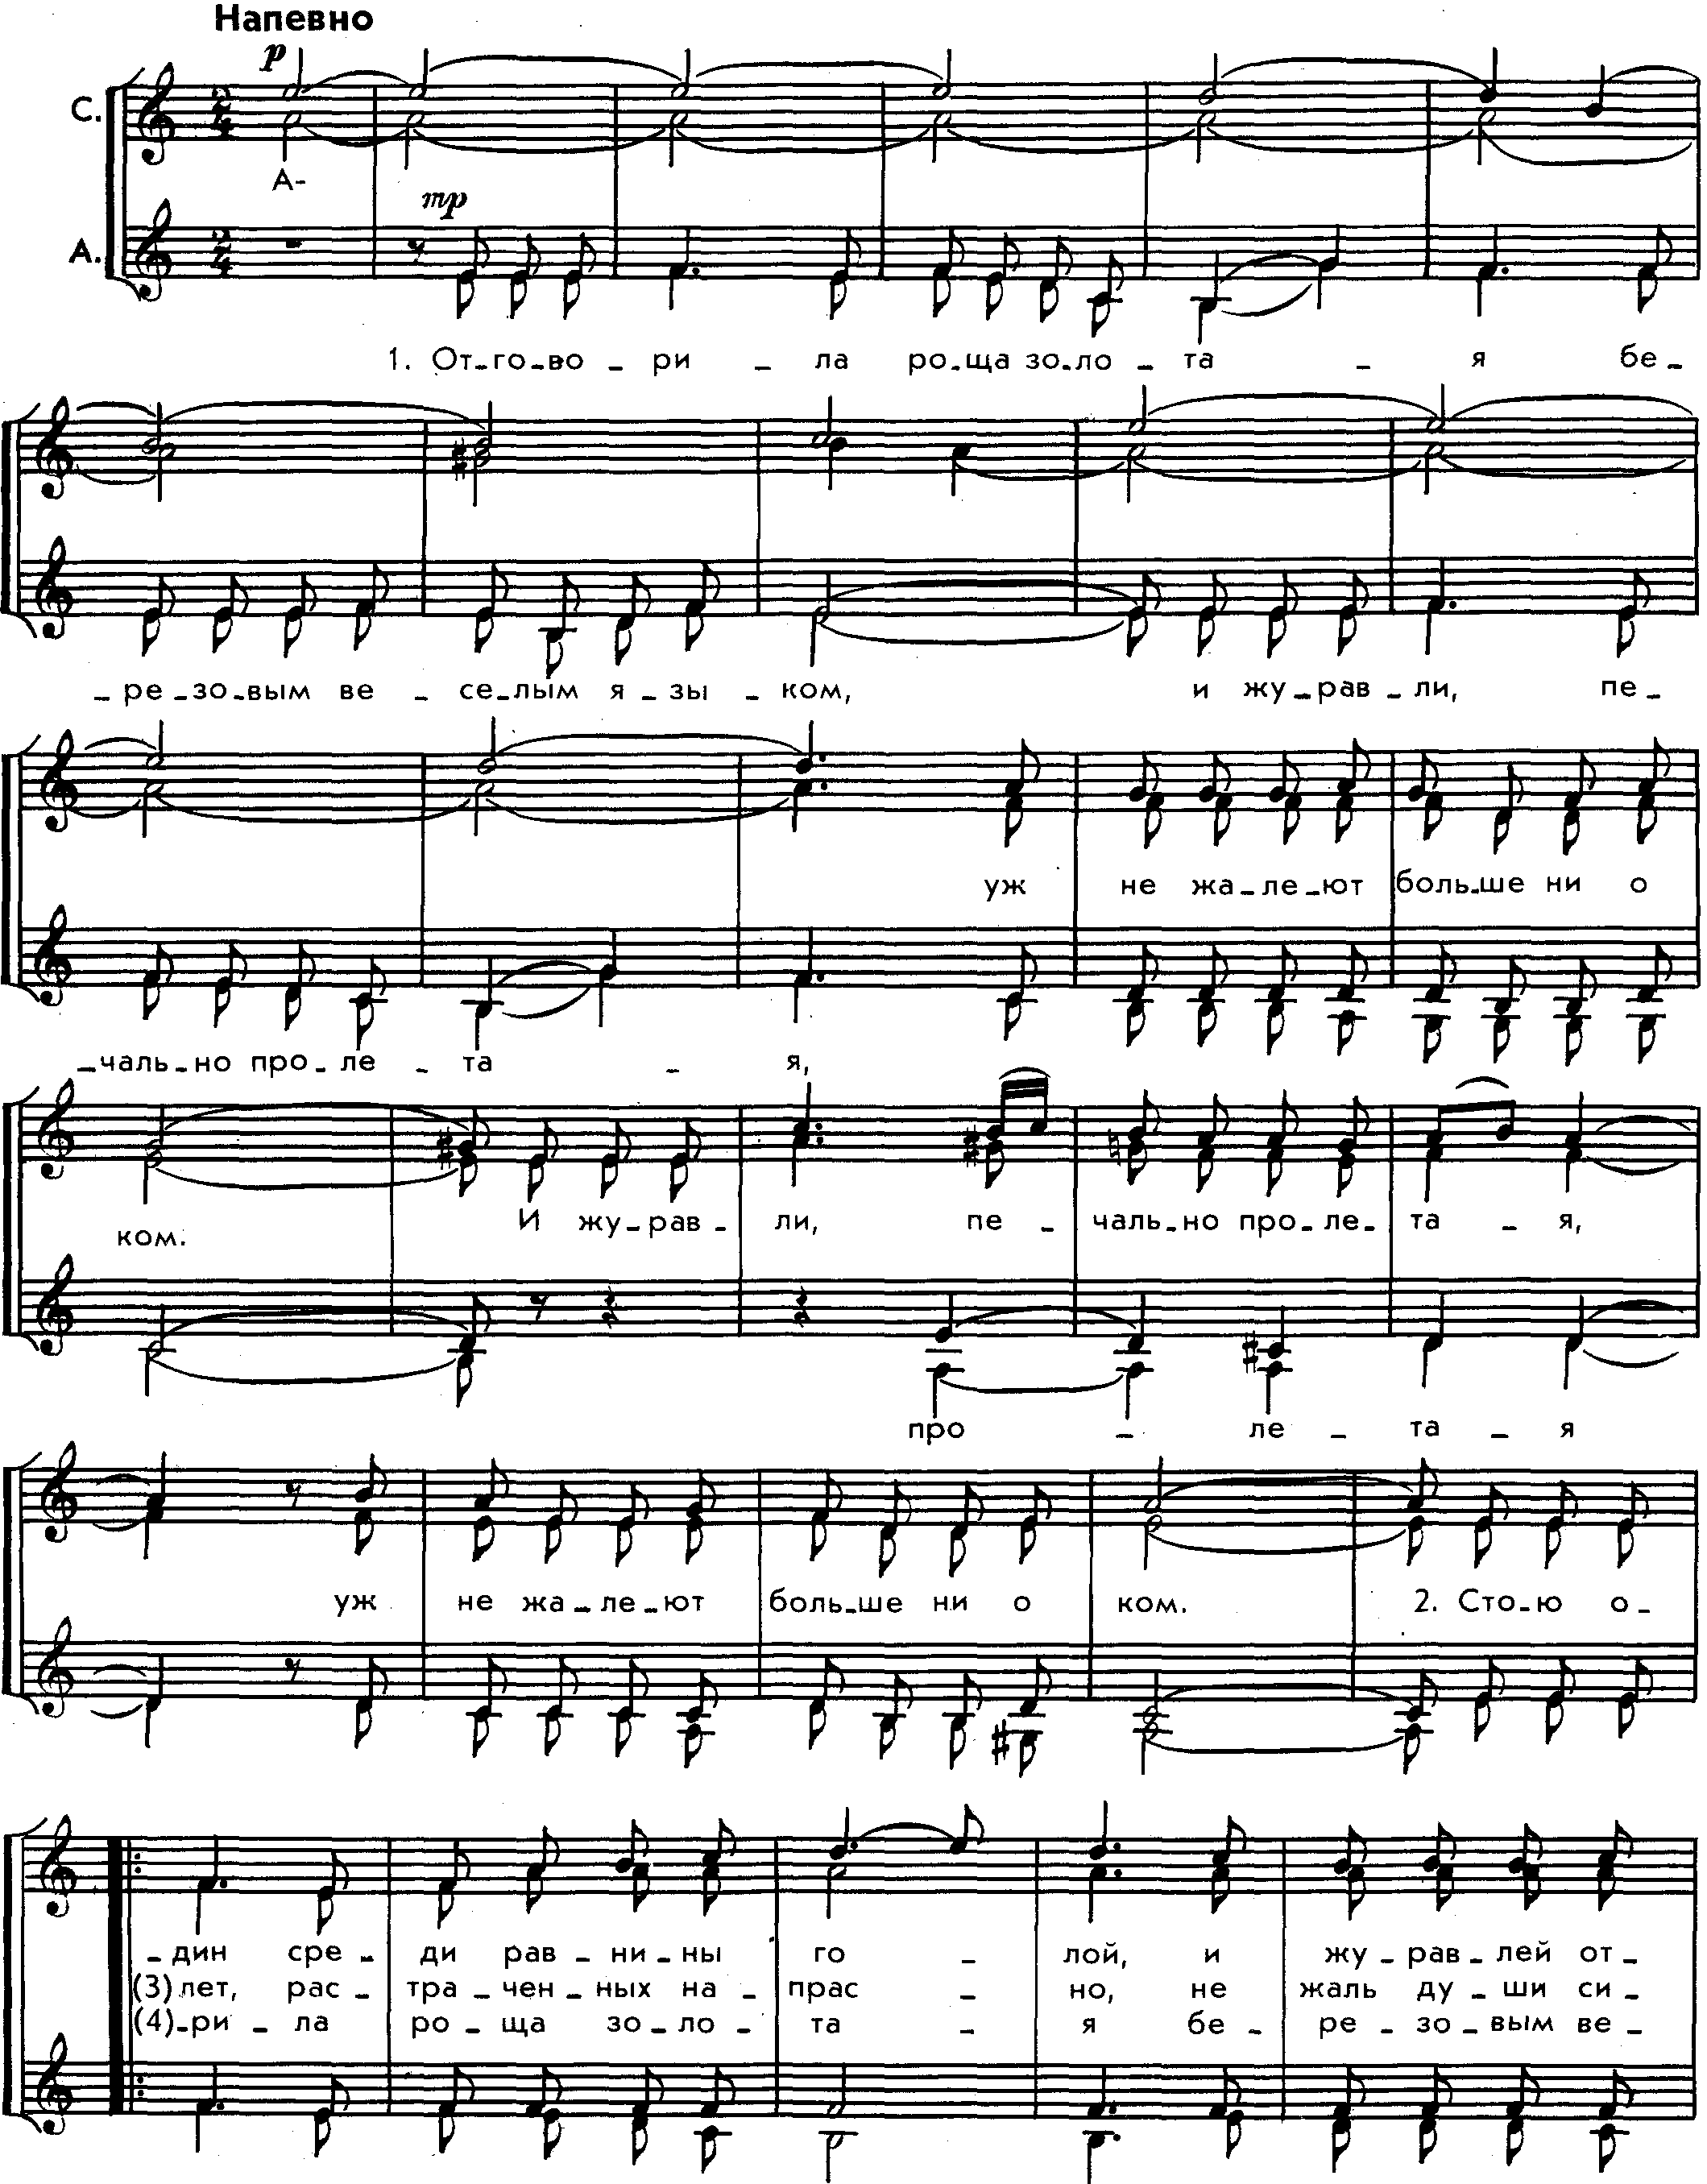 Напевно
p
С.
А-
mp
А.
1. От-го-во-ри-ла ро-ща зо-ло-та-я бе-
-ре-зо-вым ве-се-лым я-зы-ком, и жу-рав-ли, пе-
уж не жа-ле-ют боль-ше ни о
-чаль-но про-ле-та-я,
ком. И жу-рав-ли, пе-чаль-но про-ле-та-я,
про-ле-та-я
уж не жа-ле-ют боль-ше ни о ком. 2. Сто-ю о-
-дин сре-ди рав-ни-ны го-лой, и жу-рав-лей от-
(3) лет, рас-тра-чен-ных на-прас-но, не жаль ду-ши си-
(4)-ри-ла ро-ща зо-ло-та-я бе-ре-зо-вым ве-